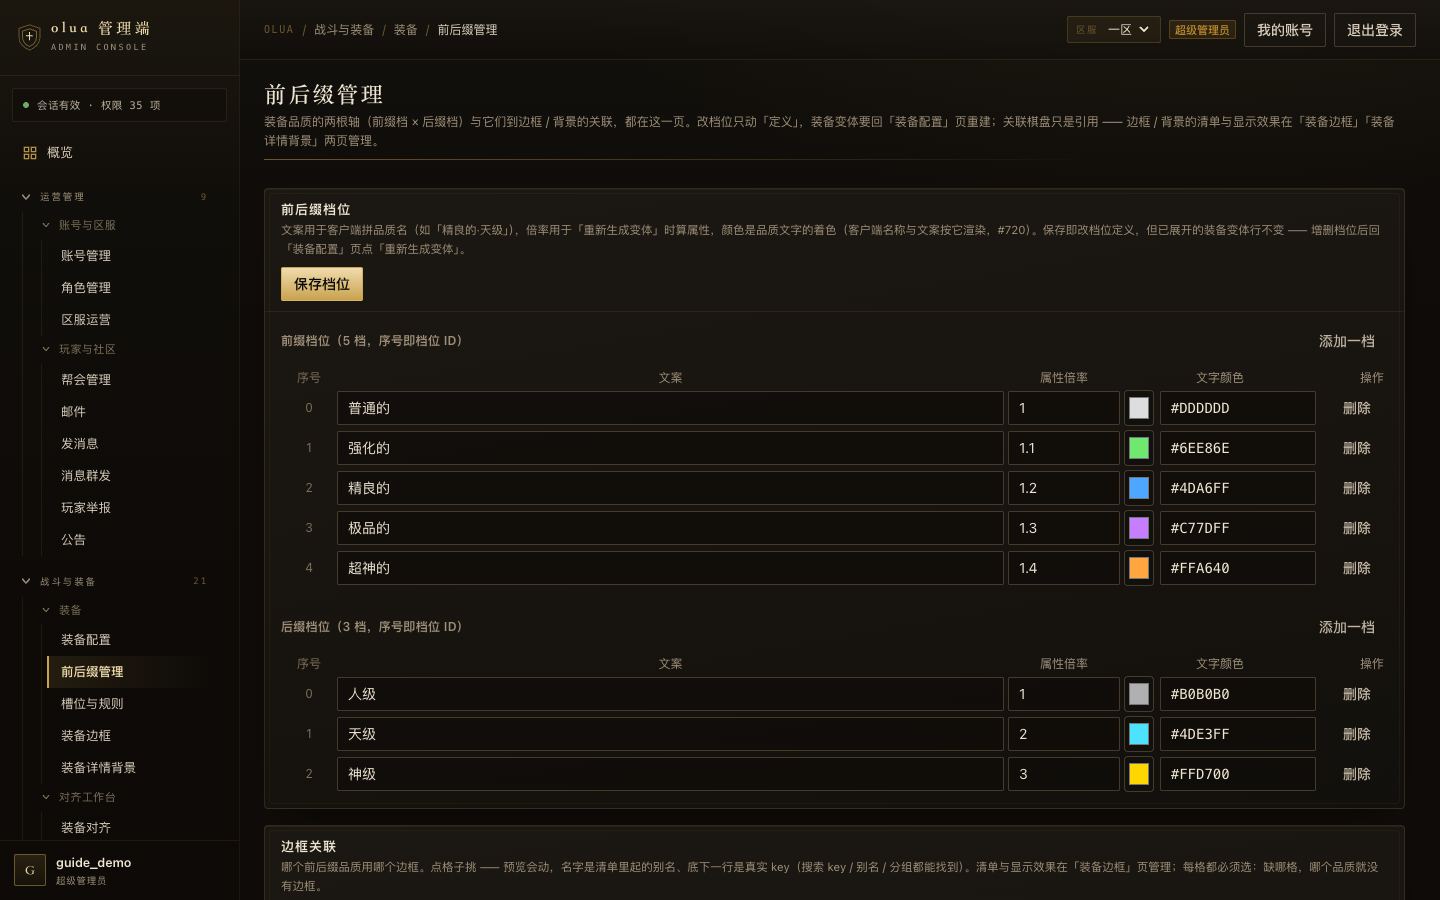 olua 管理端
ADMIN CONSOLE
会话有效 · 权限 35 项
概览
运营管理 9
账号与区服
账号管理
角色管理
区服运营
玩家与社区
帮会管理
邮件
发消息
消息群发
玩家举报
公告
战斗与装备 21
装备
装备配置
前后缀管理
槽位与规则
装备边框
装备详情背景
对齐工作台
装备对齐
G
guide_demo
超级管理员
OLUA / 战斗与装备 / 装备 / 前后缀管理
区服 一区
超级管理员
我的账号
退出登录
前后缀管理
装备品质的两根轴（前缀档 × 后缀档）与它们到边框 / 背景的关联，都在这一页。改档位只动「定义」，装备变体要回「装备配置」页重建；关联棋盘只是引用 —— 边框 / 背景的清单与显示效果在「装备边框」「装备
详情背景」两页管理。
前后缀档位
文案用于客户端拼品质名（如「精良的·天级」），倍率用于「重新生成变体」时算属性，颜色是品质文字的着色（客户端名称与文案按它渲染，#720）。保存即改档位定义，但已展开的装备变体行不变 —— 增删档位后回
「装备配置」页点「重新生成变体」。
保存档位
前缀档位（5 档，序号即档位 ID）
添加一档
序号 文案 属性倍率 文字颜色 操作
0 普通的 1 #DDDDDD 删除
1 强化的 1.1 #6EE86E 删除
2 精良的 1.2 #4DA6FF 删除
3 极品的 1.3 #C77DFF 删除
4 超神的 1.4 #FFA640 删除
后缀档位（3 档，序号即档位 ID）
添加一档
序号 文案 属性倍率 文字颜色 操作
0 人级 1 #B0B0B0 删除
1 天级 2 #4DE3FF 删除
2 神级 3 #FFD700 删除
边框关联
哪个前后缀品质用哪个边框。点格子挑 —— 预览会动，名字是清单里起的别名、底下一行是真实 key（搜索 key / 别名 / 分组都能找到）。清单与显示效果在「装备边框」页管理；每格都必须选：缺哪格，哪个品质就没
有边框。